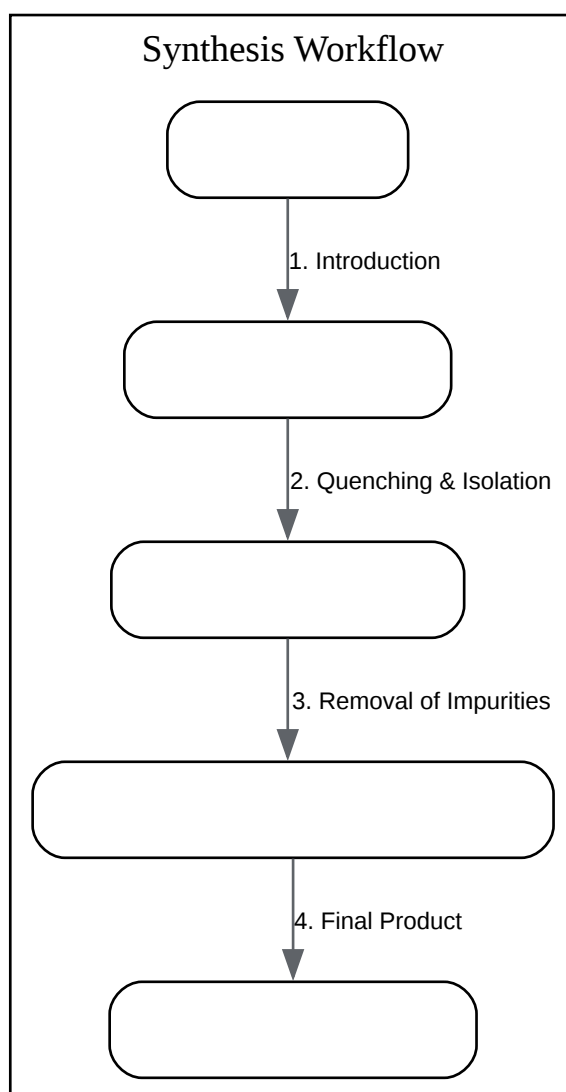 Synthesis Workflow
1. Introduction
2. Quenching & Isolation
3. Removal of Impurities
4. Final Product